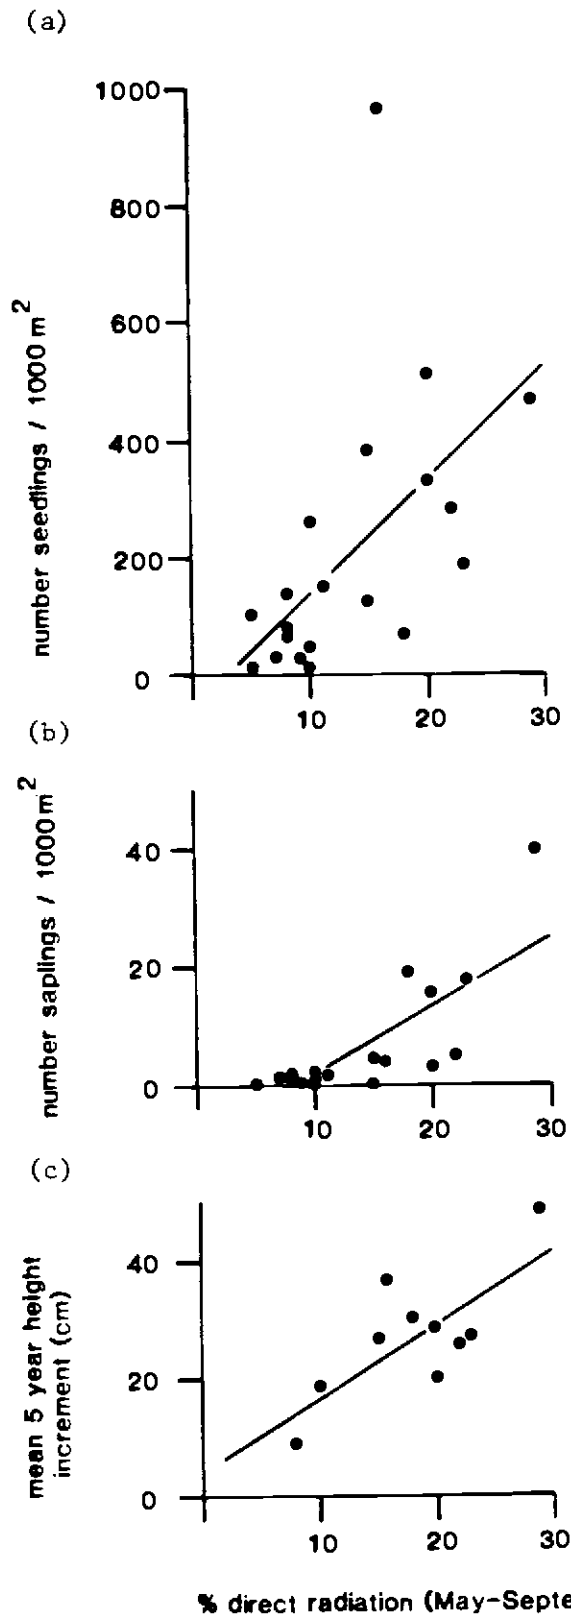 (a)
number seedlings / 1000 m²
1000
800
600
400
200
0
10 20 30
(b)
number saplings / 1000 m²
40
20
0
10 20 30
(c)
mean 5 year height
increment (cm)
40
20
0
10 20 30
% direct radiation (May-Septe